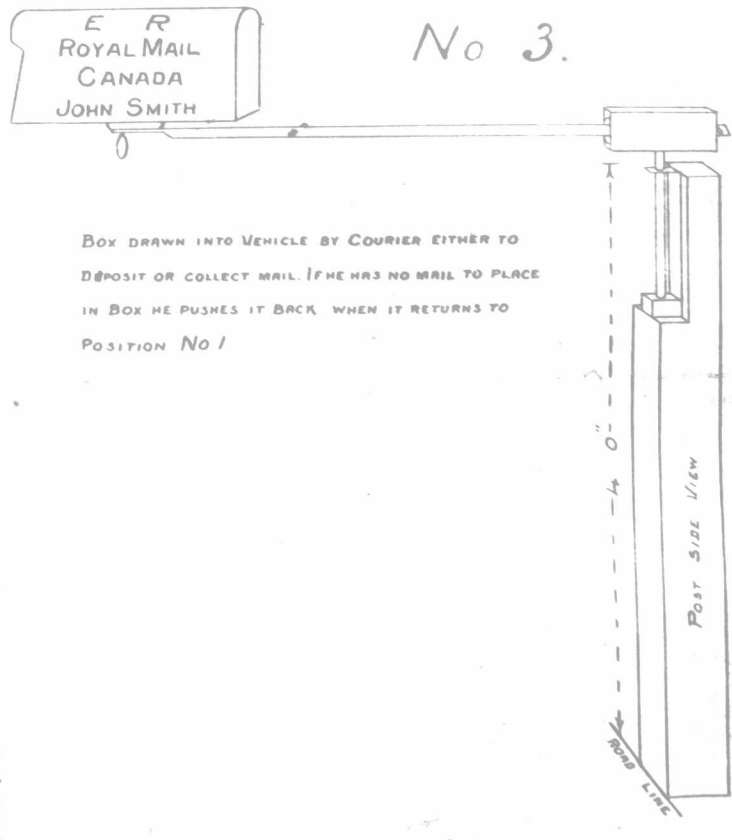 E R
ROYAL MAIL
CANADA
JOHN SMITH
No 3.
BOX DRAWN INTO VEHICLE BY COURIER EITHER TO
DEPOSIT OR COLLECT MAIL. IF HE HAS NO MAIL TO PLACE
IN BOX HE PUSHES IT BACK WHEN IT RETURNS TO
POSITION No 1
4 0"
POST SIDE VIEW
ROAD LINE